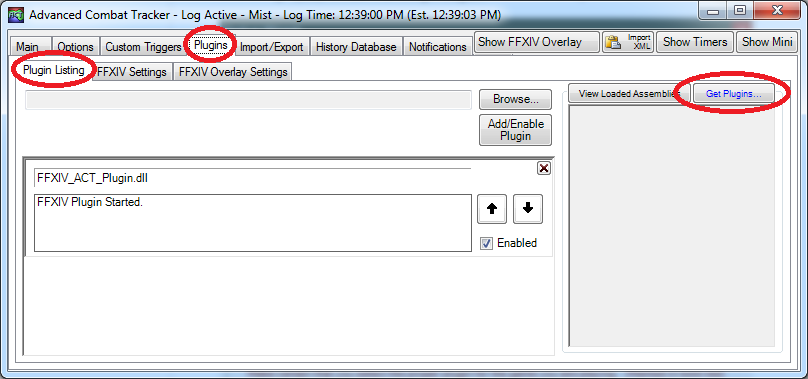 Advanced Combat Tracker - Log Active - Mist - Log Time: 12:39:00 PM (Est. 12:39:03 PM)
Main Options Custom Triggers Plugins Import/Export History Database Notifications Show FFXIV Overlay Import XML Show Timers Show Mini
Plugin Listing FFXIV Settings FFXIV Overlay Settings
Browse... View Loaded Assemblies Get Plugins...
Add/Enable Plugin
FFXIV_ACT_Plugin.dll
FFXIV Plugin Started.
Enabled